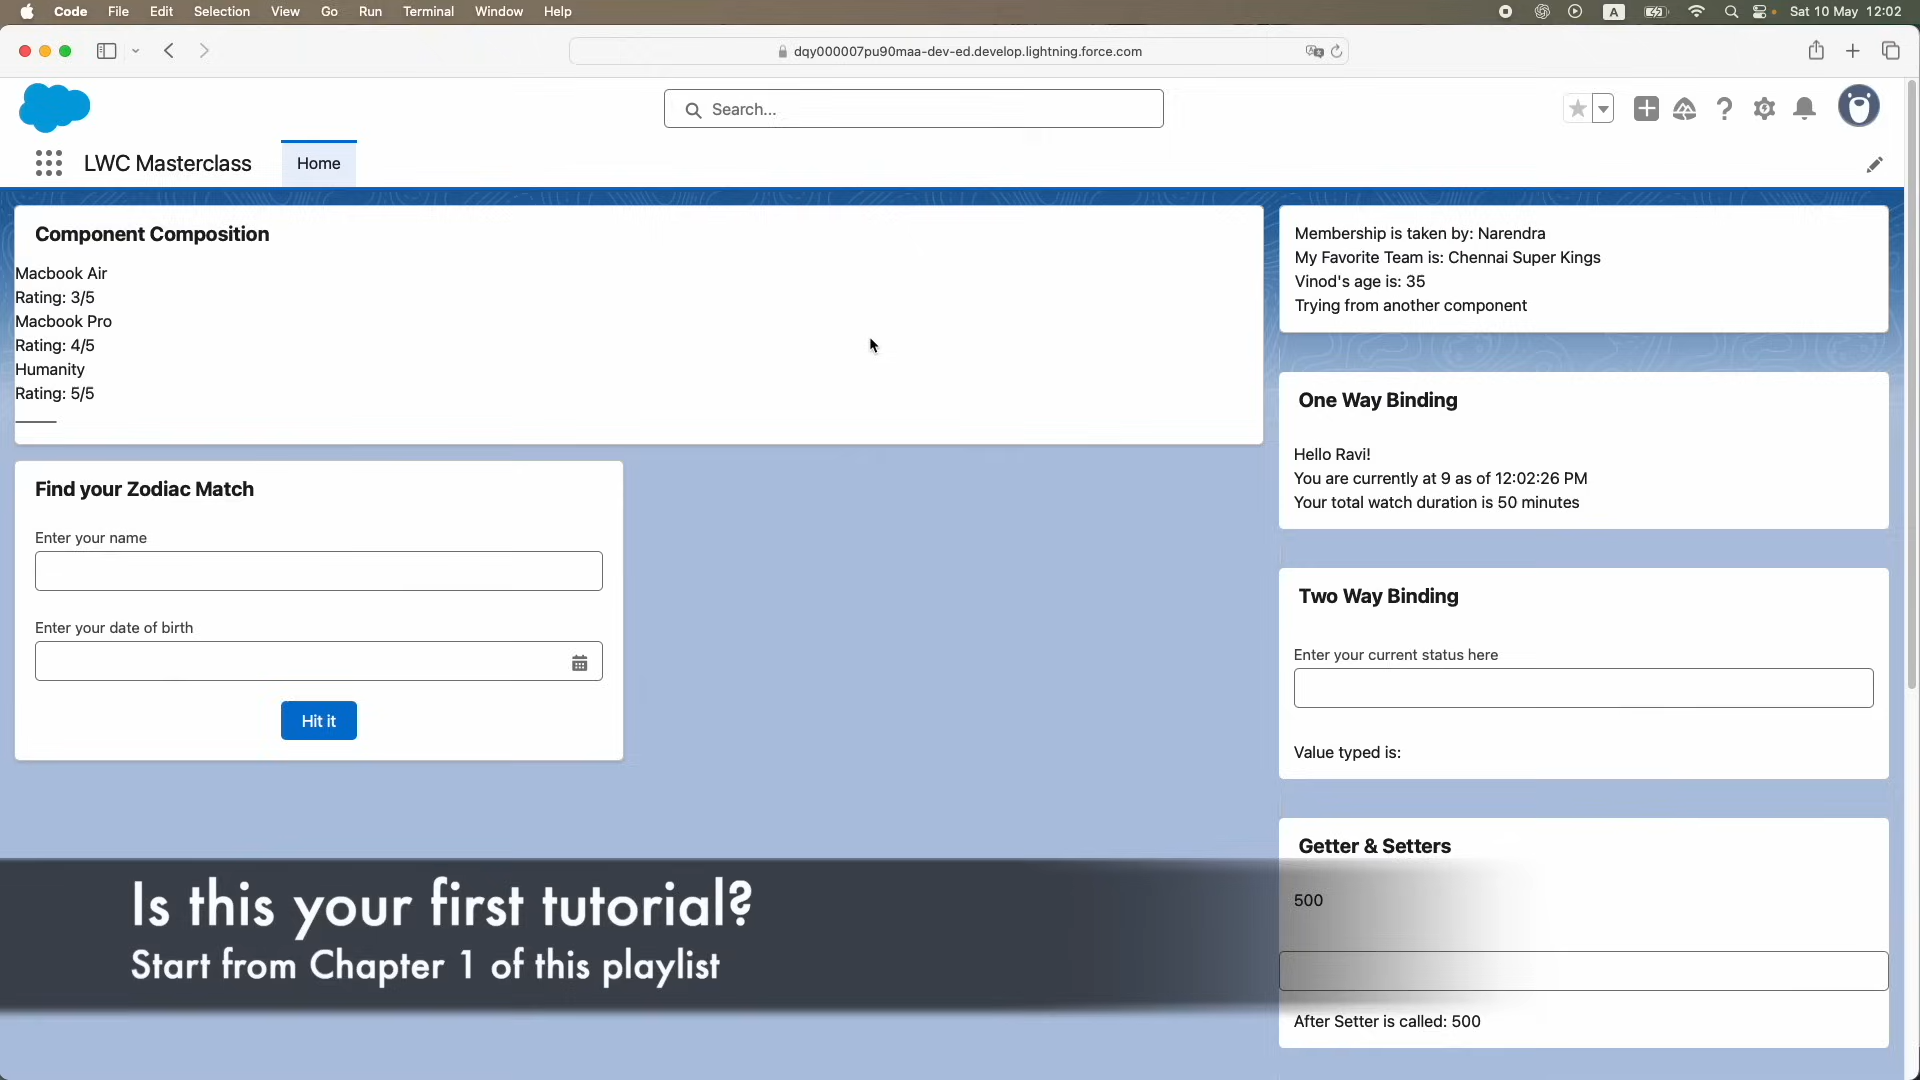 Code File Edit Selection View Go Run Terminal Window Help
A
Sat 10 May 12:02
dqy000007pu90maa-dev-ed.develop.lightning.force.com
Search...
LWC Masterclass
Home
Component Composition
Macbook Air
Rating: 3/5
Macbook Pro
Rating: 4/5
Humanity
Rating: 5/5
Find your Zodiac Match
Enter your name
Enter your date of birth
Hit it
Membership is taken by: Narendra
My Favorite Team is: Chennai Super Kings
Vinod's age is: 35
Trying from another component
One Way Binding
Hello Ravi!
You are currently at 9 as of 12:02:26 PM
Your total watch duration is 50 minutes
Two Way Binding
Enter your current status here
Value typed is:
Getter & Setters
500
After Setter is called: 500
Is this your first tutorial?
Start from Chapter 1 of this playlist